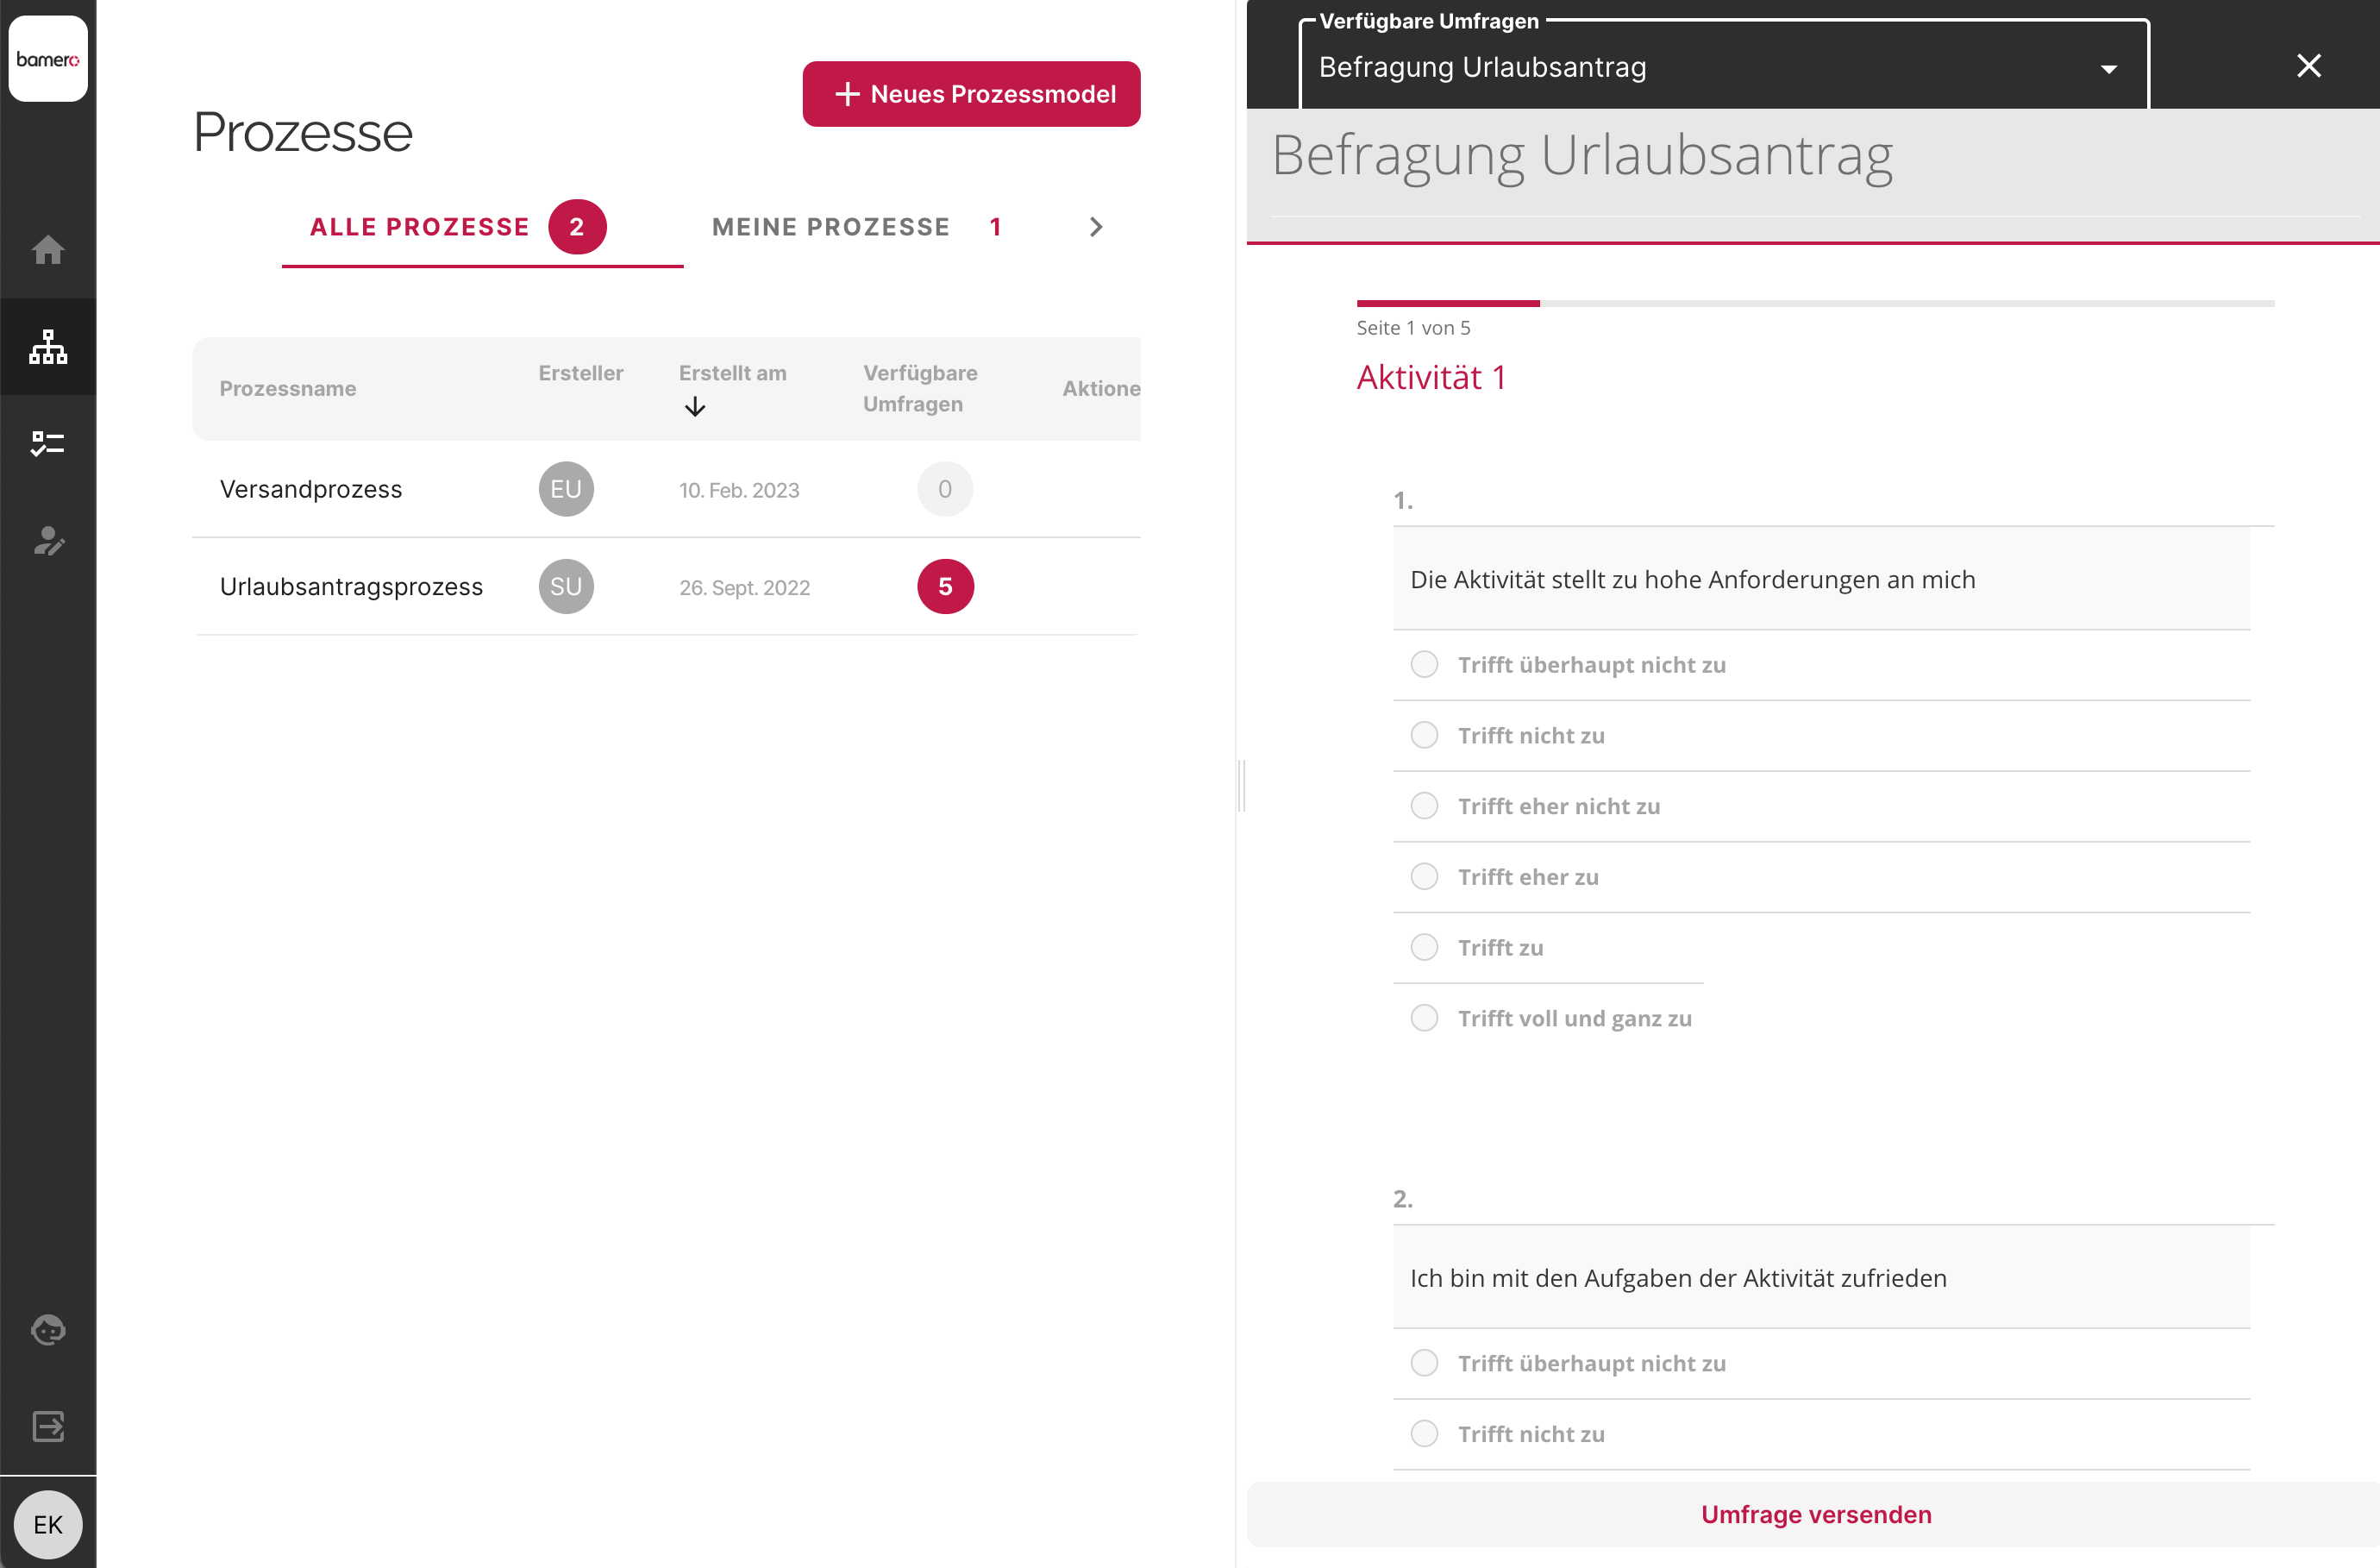 bamero
Prozesse
Neues Prozessmodel
ALLE PROZESSE 2 MEINE PROZESSE 1
Prozessname Ersteller Erstellt am Verfügbare Umfragen Aktione
Versandprozess EU 10. Feb. 2023 0
Urlaubsantragsprozess SU 26. Sept. 2022 5
EK
Verfügbare Umfragen
Befragung Urlaubsantrag
Befragung Urlaubsantrag
Seite 1 von 5
Aktivität 1
1.
Die Aktivität stellt zu hohe Anforderungen an mich
Trifft überhaupt nicht zu
Trifft nicht zu
Trifft eher nicht zu
Trifft eher zu
Trifft zu
Trifft voll und ganz zu
2.
Ich bin mit den Aufgaben der Aktivität zufrieden
Trifft überhaupt nicht zu
Trifft nicht zu
Umfrage versenden